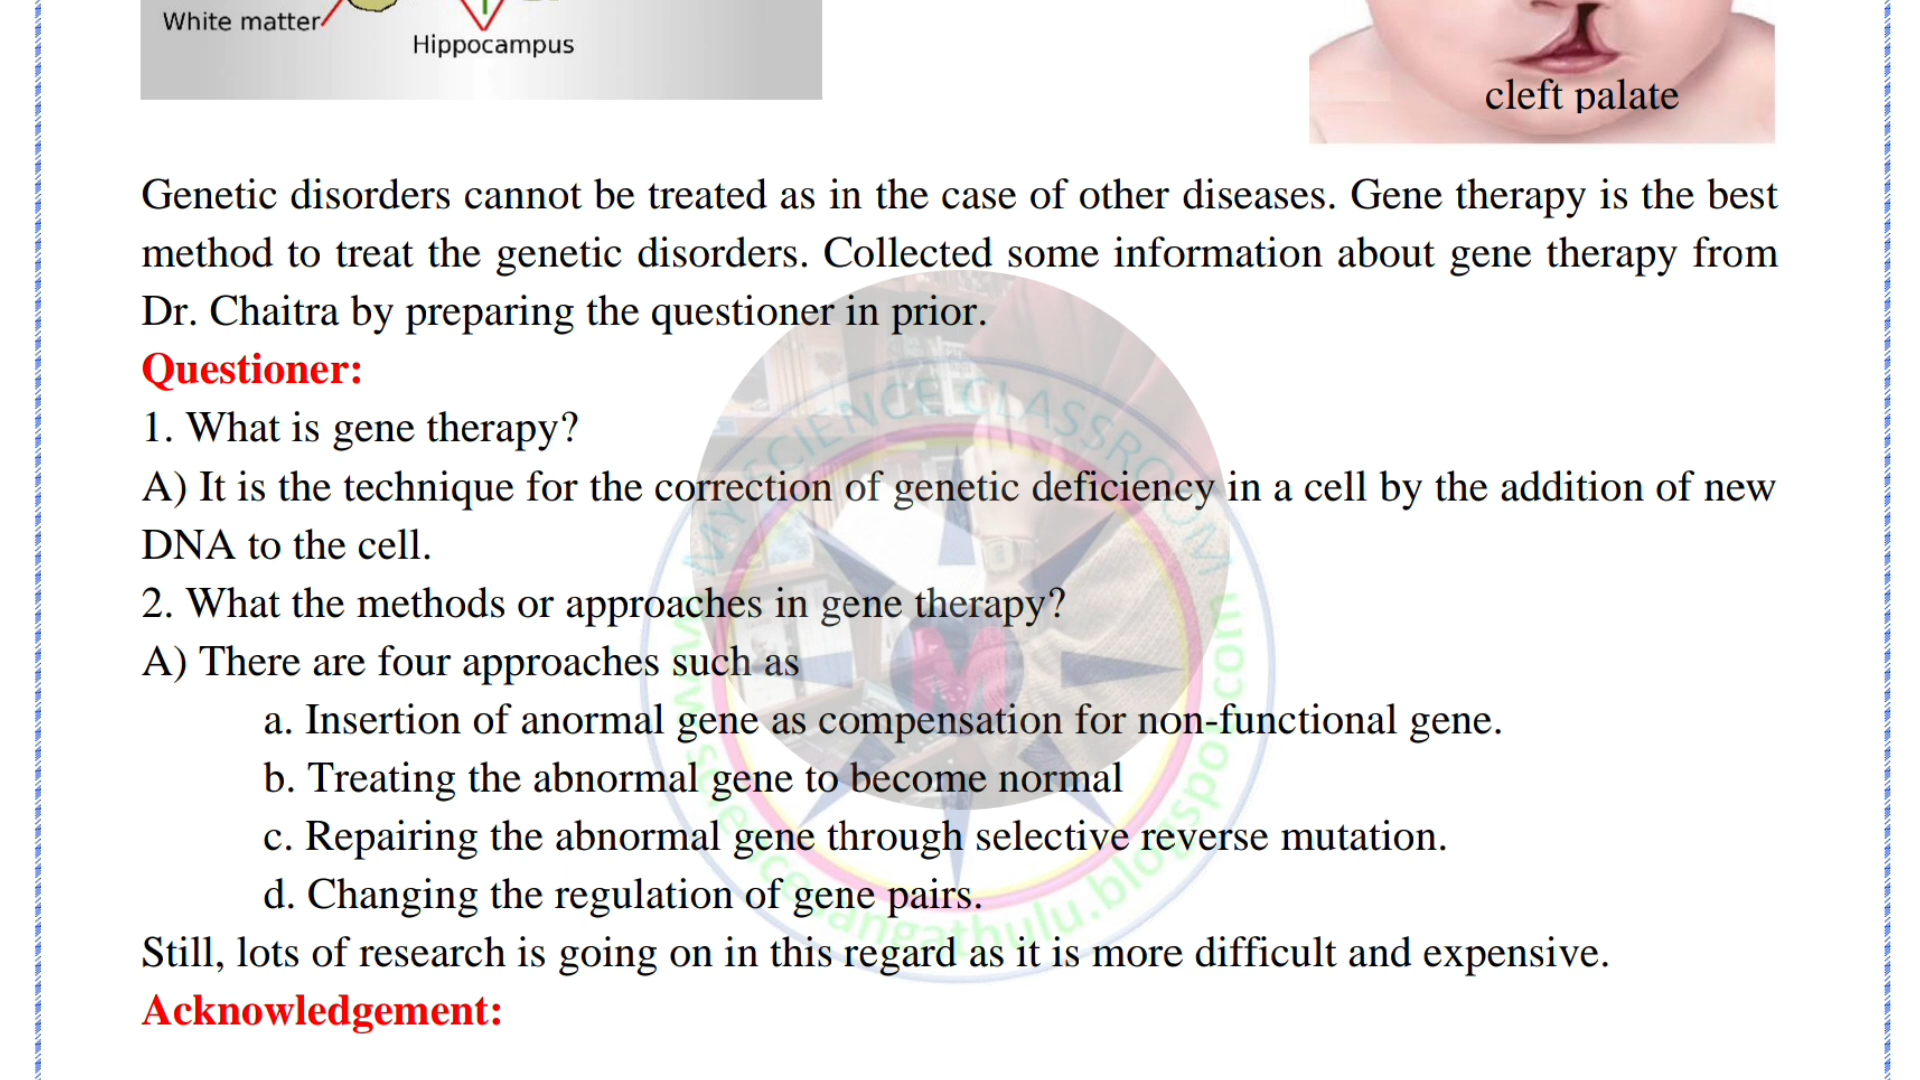 White matter
Hippocampus
cleft palate
Genetic disorders cannot be treated as in the case of other diseases. Gene therapy is the best
method to treat the genetic disorders. Collected some information about gene therapy from
Dr. Chaitra by preparing the questioner in prior.
Questioner:
1. What is gene therapy?
A) It is the technique for the correction of genetic deficiency in a cell by the addition of new
DNA to the cell.
2. What the methods or approaches in gene therapy?
A) There are four approaches such as
a. Insertion of anormal gene as compensation for non-functional gene.
b. Treating the abnormal gene to become normal
c. Repairing the abnormal gene through selective reverse mutation.
d. Changing the regulation of gene pairs.
Still, lots of research is going on in this regard as it is more difficult and expensive.
Acknowledgement:
MY SCIENCE CLASSROOM
M